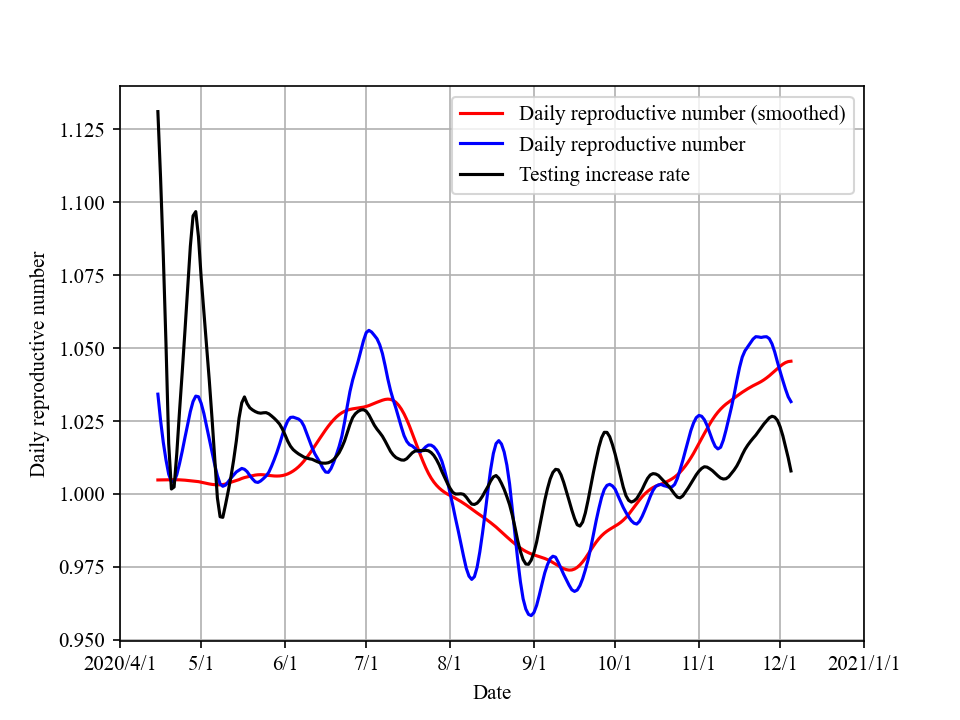 Daily reproductive number (smoothed)
Daily reproductive number
Testing increase rate
Daily reproductive number
1.125
1.100
1.075
1.050
1.025
1.000
0.975
0.950
2020/4/1 5/1 6/1 7/1 8/1 9/1 10/1 11/1 12/1 2021/1/1
Date